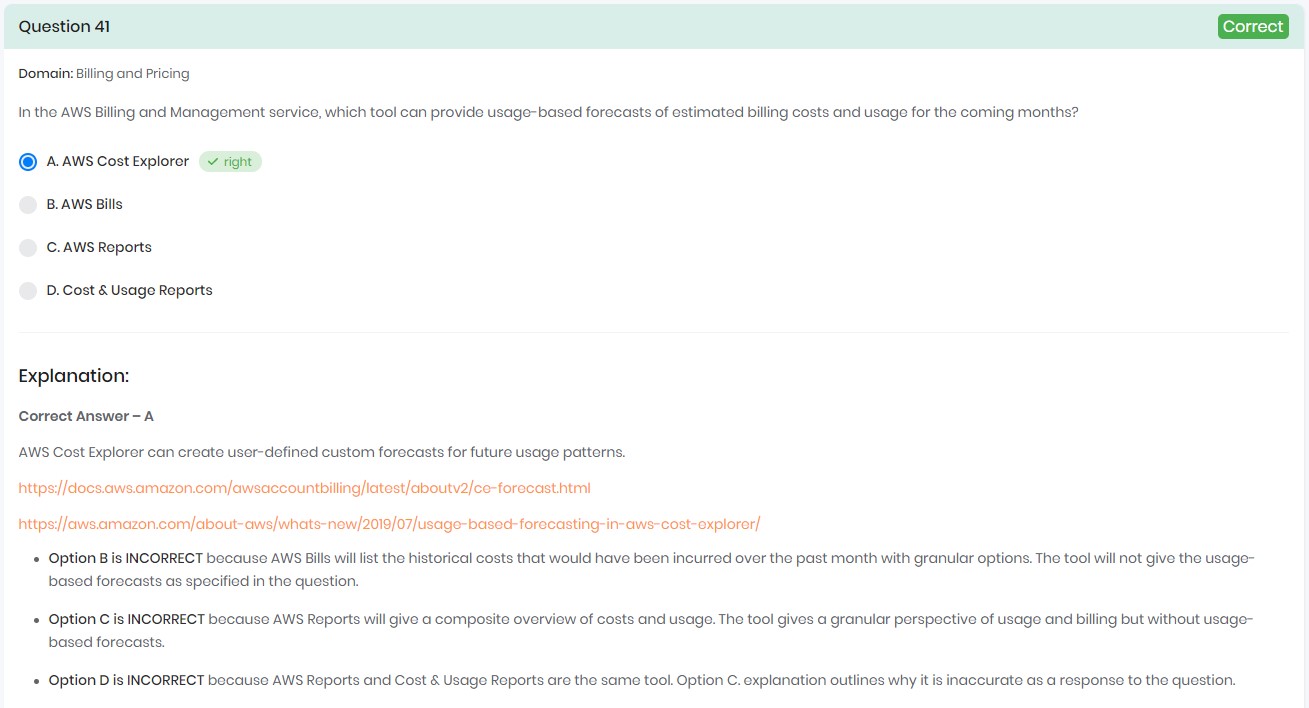 Question 41
Correct
Domain: Billing and Pricing
In the AWS Billing and Management service, which tool can provide usage-based forecasts of estimated billing costs and usage for the coming months?
A. AWS Cost Explorer
right
B. AWS Bills
C. AWS Reports
D. Cost & Usage Reports
Explanation:
Correct Answer – A
AWS Cost Explorer can create user-defined custom forecasts for future usage patterns.
https://docs.aws.amazon.com/awsaccountbilling/latest/aboutv2/ce-forecast.html
https://aws.amazon.com/about-aws/whats-new/2019/07/usage-based-forecasting-in-aws-cost-explorer/
Option B is INCORRECT because AWS Bills will list the historical costs that would have been incurred over the past month with granular options. The tool will not give the usage-
based forecasts as specified in the question.
Option C is INCORRECT because AWS Reports will give a composite overview of costs and usage. The tool gives a granular perspective of usage and billing but without usage-
based forecasts.
Option D is INCORRECT because AWS Reports and Cost & Usage Reports are the same tool. Option C. explanation outlines why it is inaccurate as a response to the question.